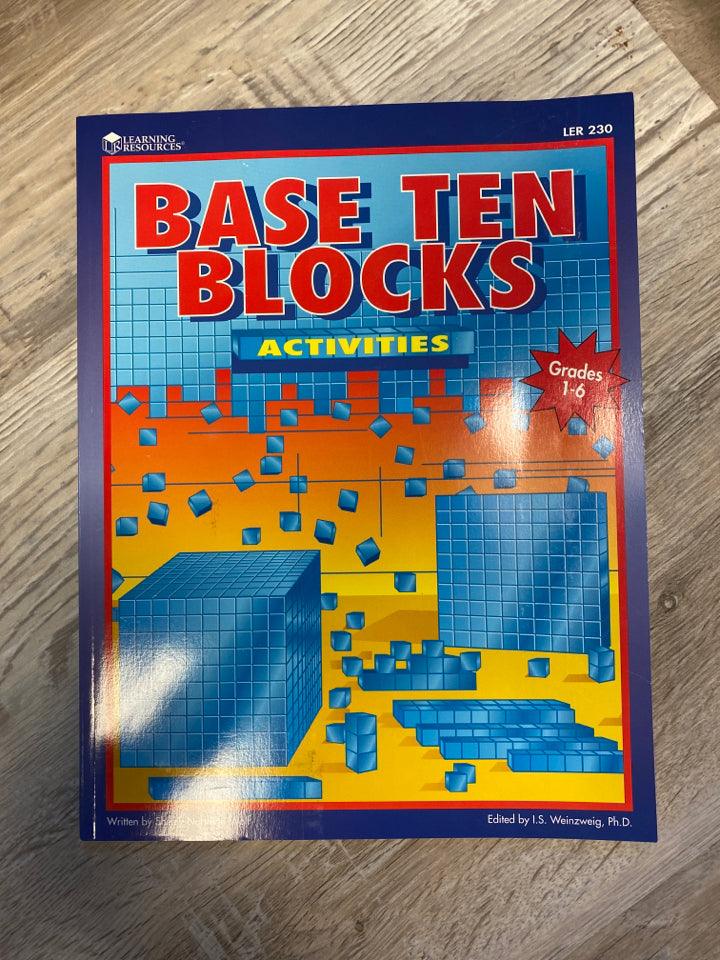 LEARNING
RESOURCES®
LER 230
BASE TEN
BLOCKS
ACTIVITIES
Grades
1-6
Written by
Edited by I.S. Weinzweig, Ph.D.